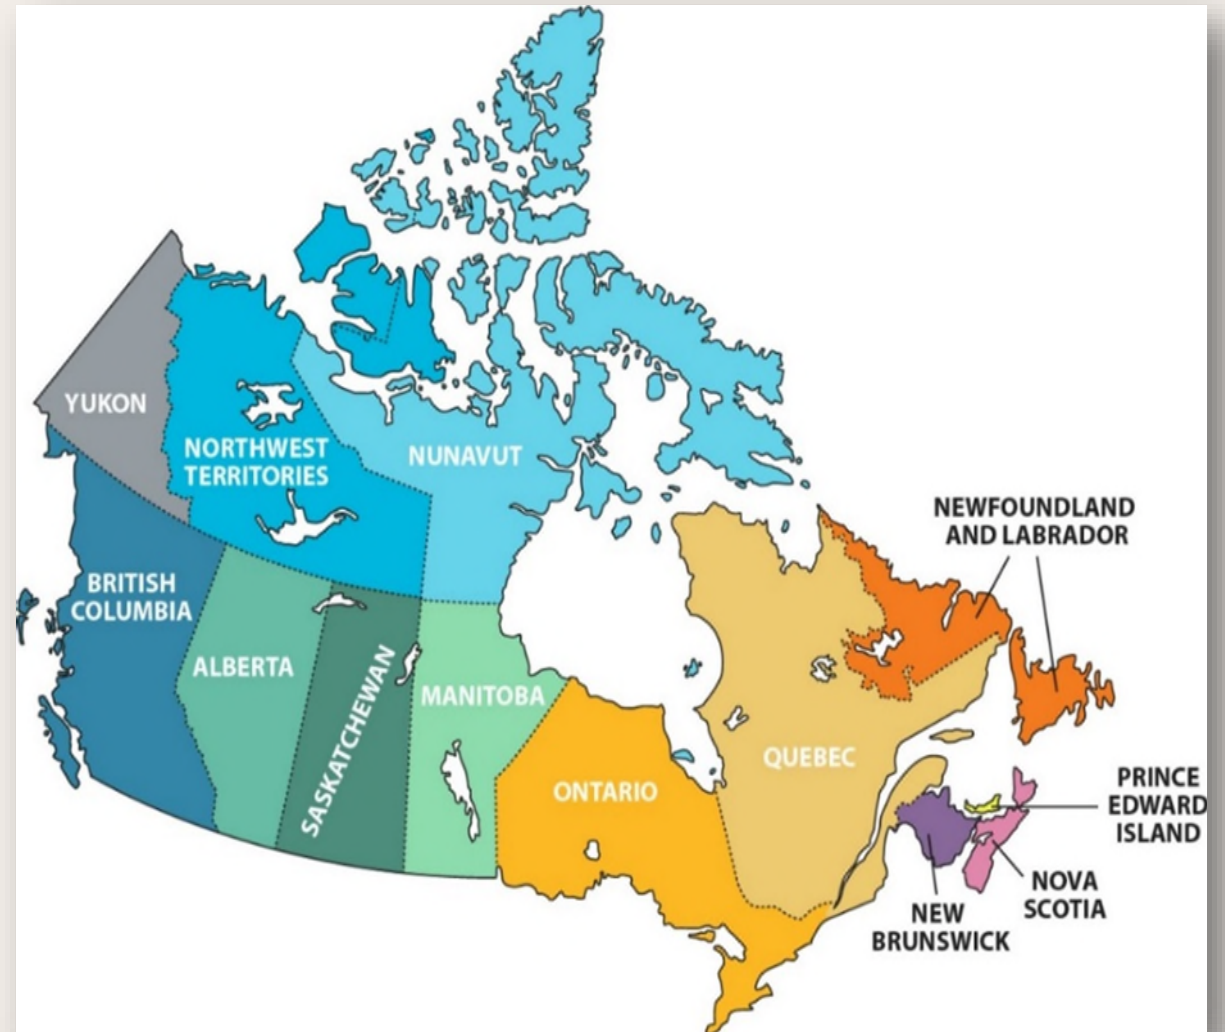 YUKON
NORTHWEST
TERRITORIES
NUNAVUT
NEWFOUNDLAND
AND LABRADOR
BRITISH
COLUMBIA
ALBERTA
SASKATCHEWAN
MANITOBA
ONTARIO
QUEBEC
PRINCE
EDWARD
ISLAND
NOVA
SCOTIA
NEW
BRUNSWICK